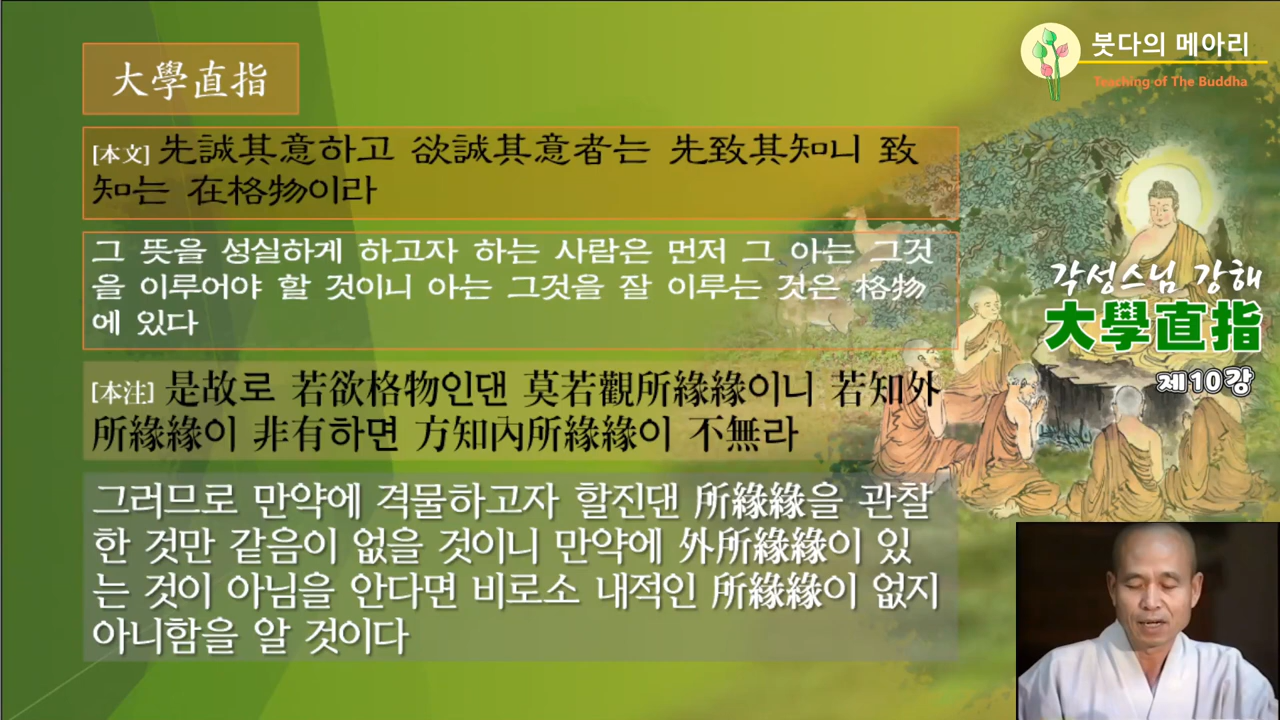 大學直指
[本文] 先誠其意하고 欲誠其意者는 先致其知니 致
知는 在格物이라
그 뜻을 성실하게 하고자 하는 사람은 먼저 그 아는 그것
을 이루어야 할 것이니 아는 그것을 잘 이루는 것은 格物
에 있다
[本注] 是故로 若欲格物인댄 莫若觀所緣緣이니 若知外
所緣緣이 非有하면 方知內所緣緣이 不無라
그러므로 만약에 격물하고자 할진댄 所緣緣을 관찰
한 것만 같음이 없을 것이니 만약에 外所緣緣이 있
는 것이 아님을 안다면 비로소 내적인 所緣緣이 없지
아니함을 알 것이다
붓다의 메아리
Teaching of The Buddha
각성스님 강해
大學直指
제10강